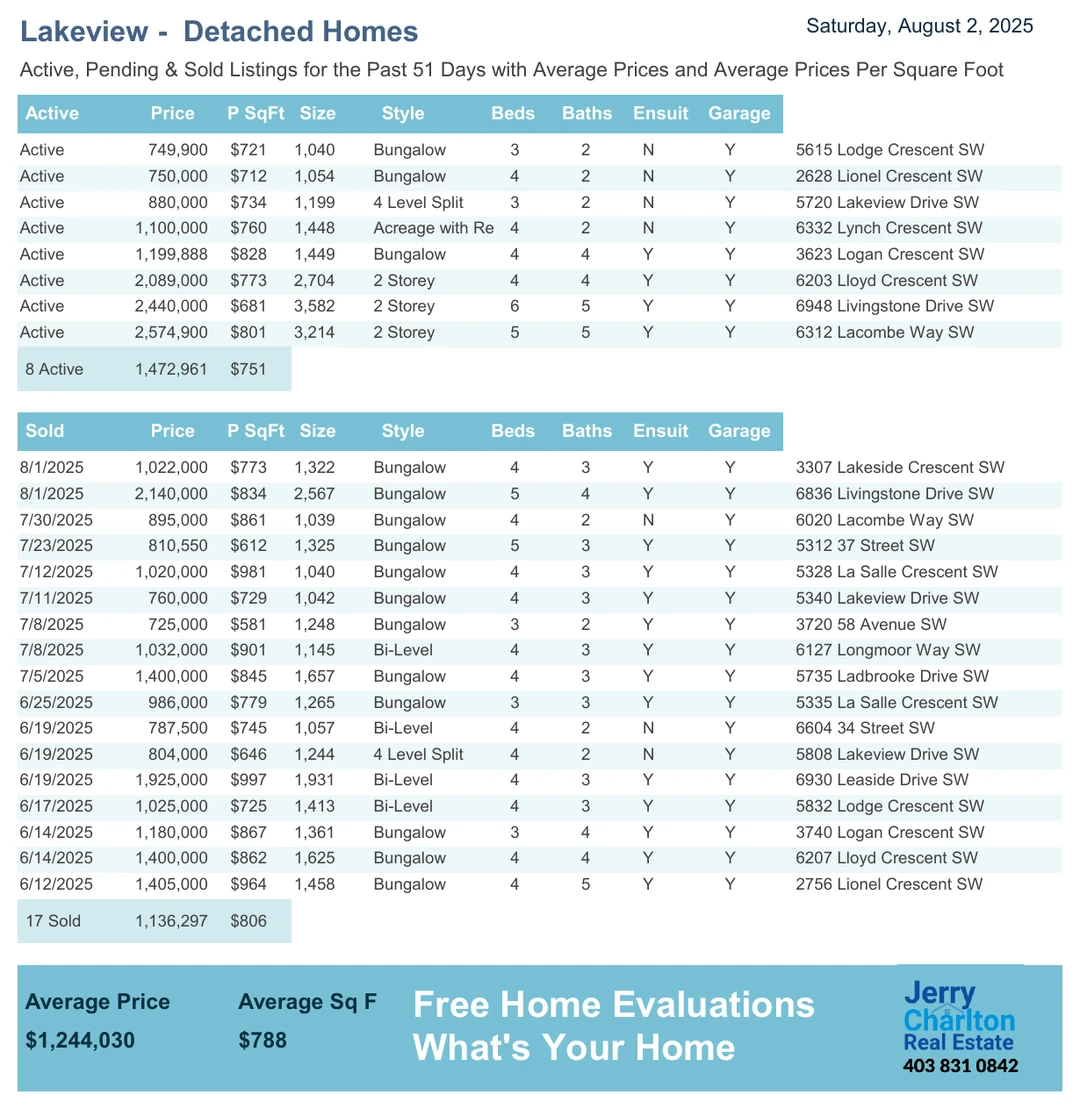 Lakeview - Detached Homes
Saturday, August 2, 2025
Active, Pending & Sold Listings for the Past 51 Days with Average Prices and Average Prices Per Square Foot
Active Price P SqFt Size Style Beds Baths Ensuit Garage
Active 749,900 $721 1,040 Bungalow 3 2 N Y 5615 Lodge Crescent SW
Active 750,000 $712 1,054 Bungalow 4 2 N Y 2628 Lionel Crescent SW
Active 880,000 $734 1,199 4 Level Split 3 2 N Y 5720 Lakeview Drive SW
Active 1,100,000 $760 1,448 Acreage with Re 4 2 N Y 6332 Lynch Crescent SW
Active 1,199,888 $828 1,449 Bungalow 4 4 Y Y 3623 Logan Crescent SW
Active 2,089,000 $773 2,704 2 Storey 4 4 Y Y 6203 Lloyd Crescent SW
Active 2,440,000 $681 3,582 2 Storey 6 5 Y Y 6948 Livingstone Drive SW
Active 2,574,900 $801 3,214 2 Storey 5 5 Y Y 6312 Lacombe Way SW
8 Active 1,472,961 $751
Sold Price P SqFt Size Style Beds Baths Ensuit Garage
8/1/2025 1,022,000 $773 1,322 Bungalow 4 3 Y Y 3307 Lakeside Crescent SW
8/1/2025 2,140,000 $834 2,567 Bungalow 5 4 Y Y 6836 Livingstone Drive SW
7/30/2025 895,000 $861 1,039 Bungalow 4 2 N Y 6020 Lacombe Way SW
7/23/2025 810,550 $612 1,325 Bungalow 5 3 Y Y 5312 37 Street SW
7/12/2025 1,020,000 $981 1,040 Bungalow 4 3 Y Y 5328 La Salle Crescent SW
7/11/2025 760,000 $729 1,042 Bungalow 4 3 Y Y 5340 Lakeview Drive SW
7/8/2025 725,000 $581 1,248 Bungalow 3 2 Y Y 3720 58 Avenue SW
7/8/2025 1,032,000 $901 1,145 Bi-Level 4 3 Y Y 6127 Longmoor Way SW
7/5/2025 1,400,000 $845 1,657 Bungalow 4 3 Y Y 5735 Ladbrooke Drive SW
6/25/2025 986,000 $779 1,265 Bungalow 3 3 Y Y 5335 La Salle Crescent SW
6/19/2025 787,500 $745 1,057 Bi-Level 4 2 N Y 6604 34 Street SW
6/19/2025 804,000 $646 1,244 4 Level Split 4 2 N Y 5808 Lakeview Drive SW
6/19/2025 1,925,000 $997 1,931 Bi-Level 4 3 Y Y 6930 Leaside Drive SW
6/17/2025 1,025,000 $725 1,413 Bi-Level 4 3 Y Y 5832 Lodge Crescent SW
6/14/2025 1,180,000 $867 1,361 Bungalow 3 4 Y Y 3740 Logan Crescent SW
6/14/2025 1,400,000 $862 1,625 Bungalow 4 4 Y Y 6207 Lloyd Crescent SW
6/12/2025 1,405,000 $964 1,458 Bungalow 4 5 Y Y 2756 Lionel Crescent SW
17 Sold 1,136,297 $806
Average Price Average Sq F
$1,244,030 $788
Free Home Evaluations
What's Your Home
Jerry
Charlton
Real Estate
403 831 0842